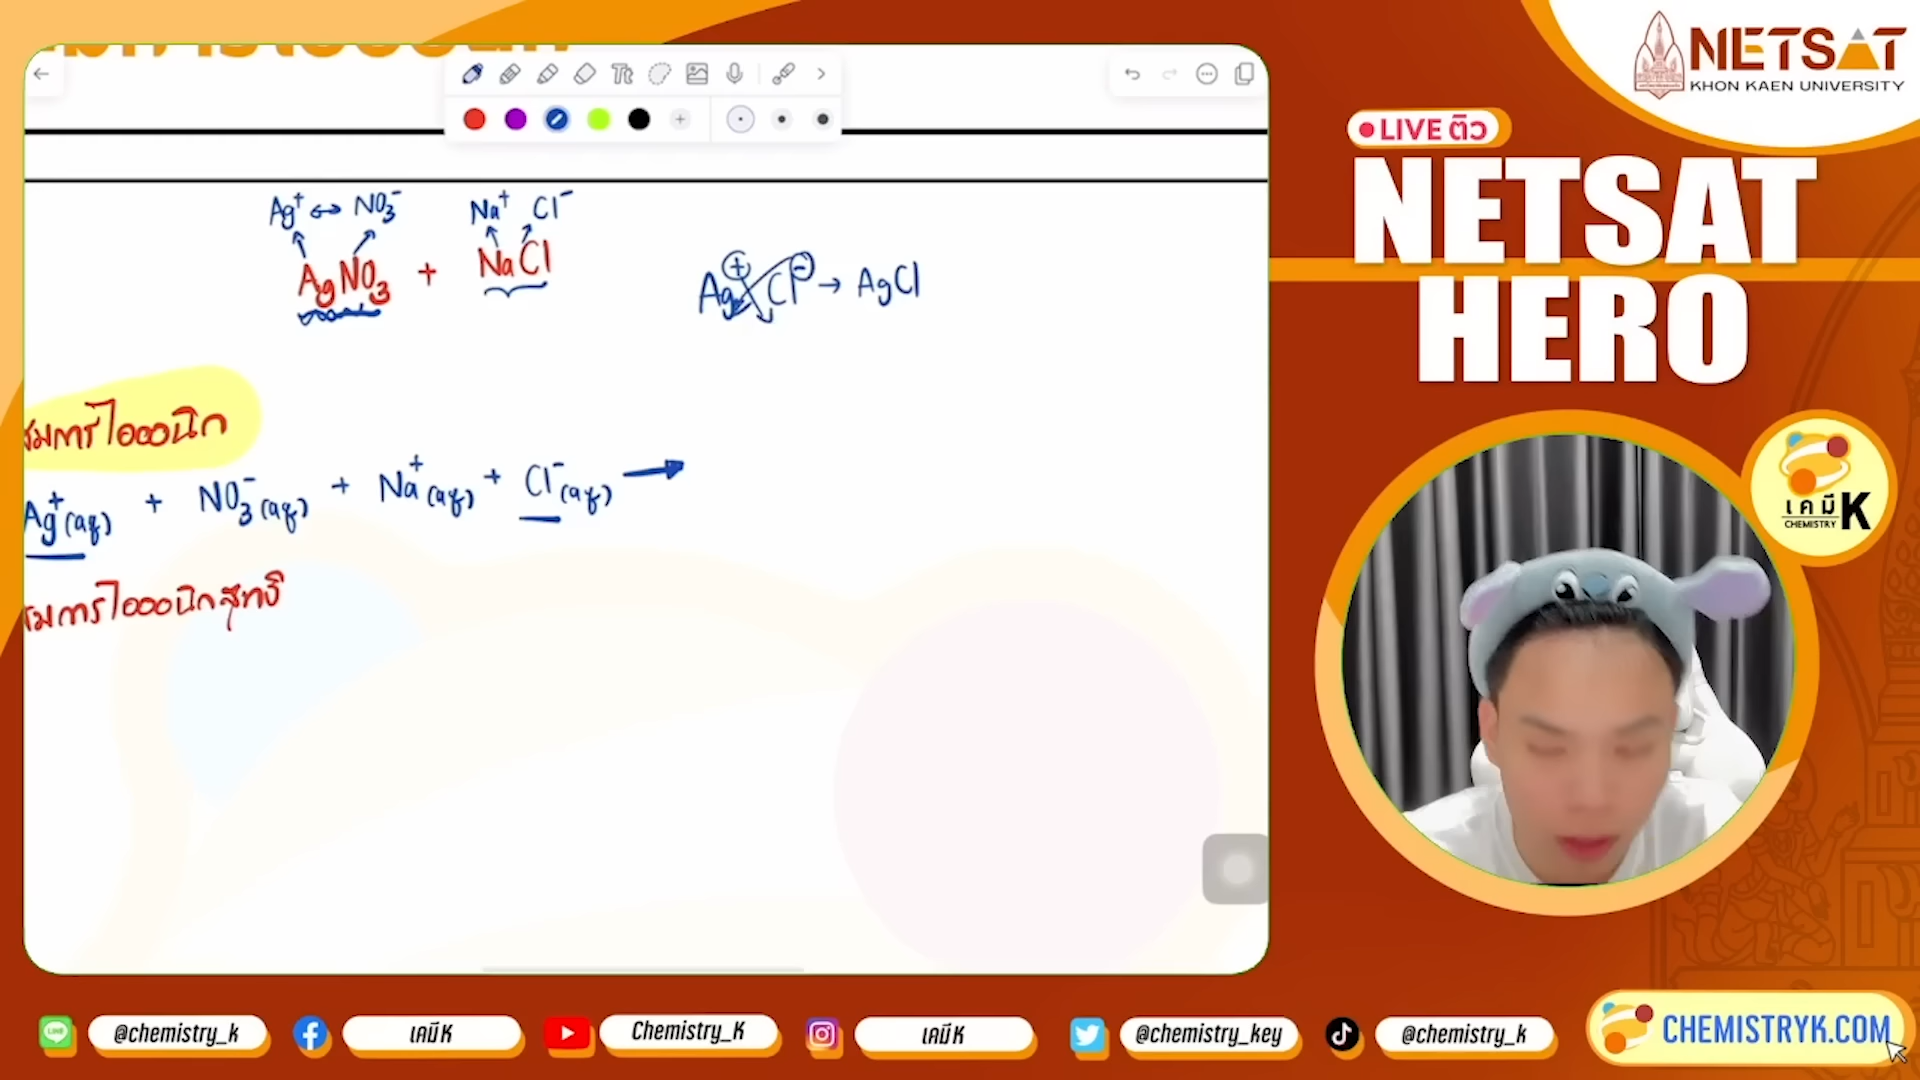 NETSAT
KHON KAEN UNIVERSITY
LIVE ติว
NETSAT
HERO
Ag⁺ ↔ NO₃⁻ Na⁺ Cl⁻
AgNO₃ + NaCl
Ag⁺ Cl⁻ → AgCl
สมการไอออนิก
Ag⁺(aq) + NO₃⁻(aq) + Na⁺(aq) + Cl⁻(aq) →
สมการไอออนิกสุทธิ
เคมี K
CHEMISTRY
Tt
LINE @chemistry_k เคมีK Chemistry_K เคมีK @chemistry_key @chemistry_k CHEMISTRYK.COM